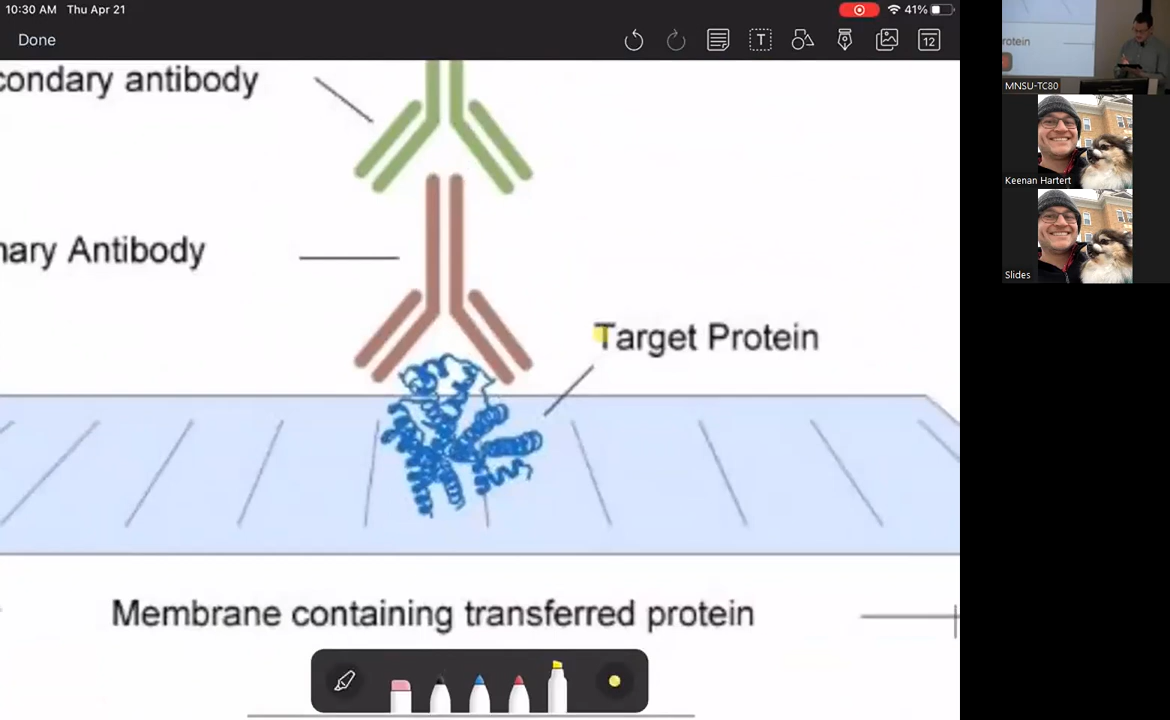 10:30 AM Thu Apr 21
41%
Done
T
12
condary antibody
nary Antibody
Target Protein
Membrane containing transferred protein
rotein
MNSU-TC80
Keenan Hartert
Slides